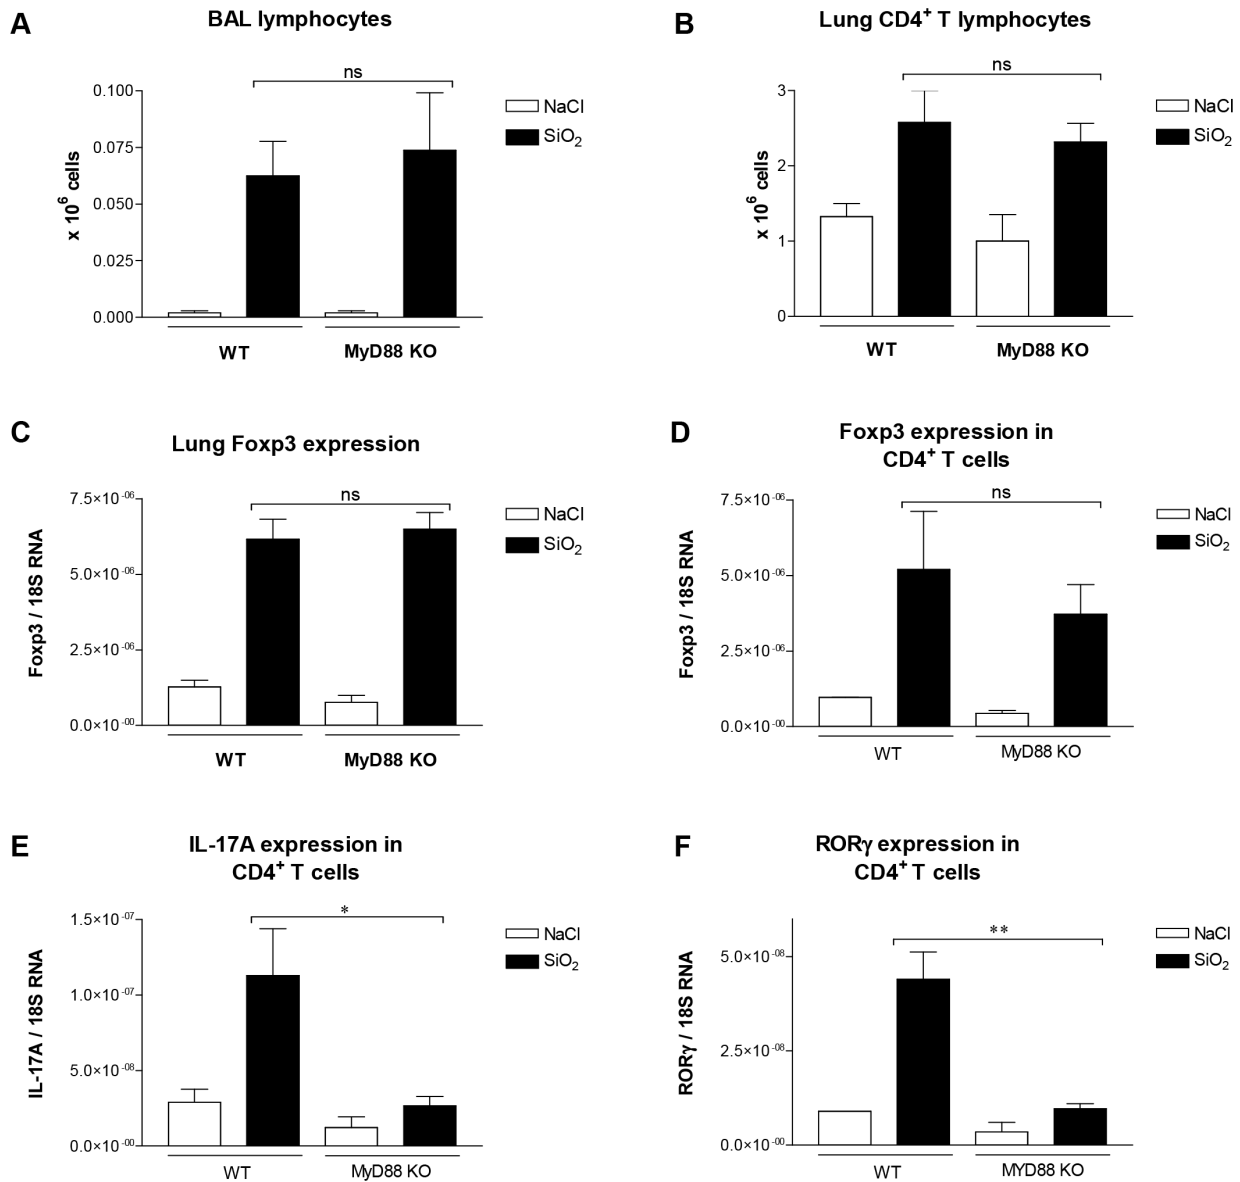 A
BAL lymphocytes
ns
0.100
0.075
0.050
0.025
0.000
x 10⁶ cells
NaCl
SiO₂
WT
MyD88 KO
B
Lung CD4⁺ T lymphocytes
ns
3
2
1
0
x 10⁶ cells
NaCl
SiO₂
WT
MyD88 KO
C
Lung Foxp3 expression
ns
7.5×10⁻⁰⁶
5.0×10⁻⁰⁶
2.5×10⁻⁰⁶
0.0×10⁻⁰⁰
Foxp3 / 18S RNA
NaCl
SiO₂
WT
MyD88 KO
D
Foxp3 expression in
CD4⁺ T cells
ns
7.5×10⁻⁰⁶
5.0×10⁻⁰⁶
2.5×10⁻⁰⁶
0.0×10⁻⁰⁰
Foxp3 / 18S RNA
NaCl
SiO₂
WT
MyD88 KO
E
IL-17A expression in
CD4⁺ T cells
*
1.5×10⁻⁰⁷
1.0×10⁻⁰⁷
5.0×10⁻⁰⁸
0.0×10⁻⁰⁰
IL-17A / 18S RNA
NaCl
SiO₂
WT
MyD88 KO
F
RORγ expression in
CD4⁺ T cells
**
5.0×10⁻⁰⁸
2.5×10⁻⁰⁸
0.0×10⁻⁰⁰
RORγ / 18S RNA
NaCl
SiO₂
WT
MYD88 KO